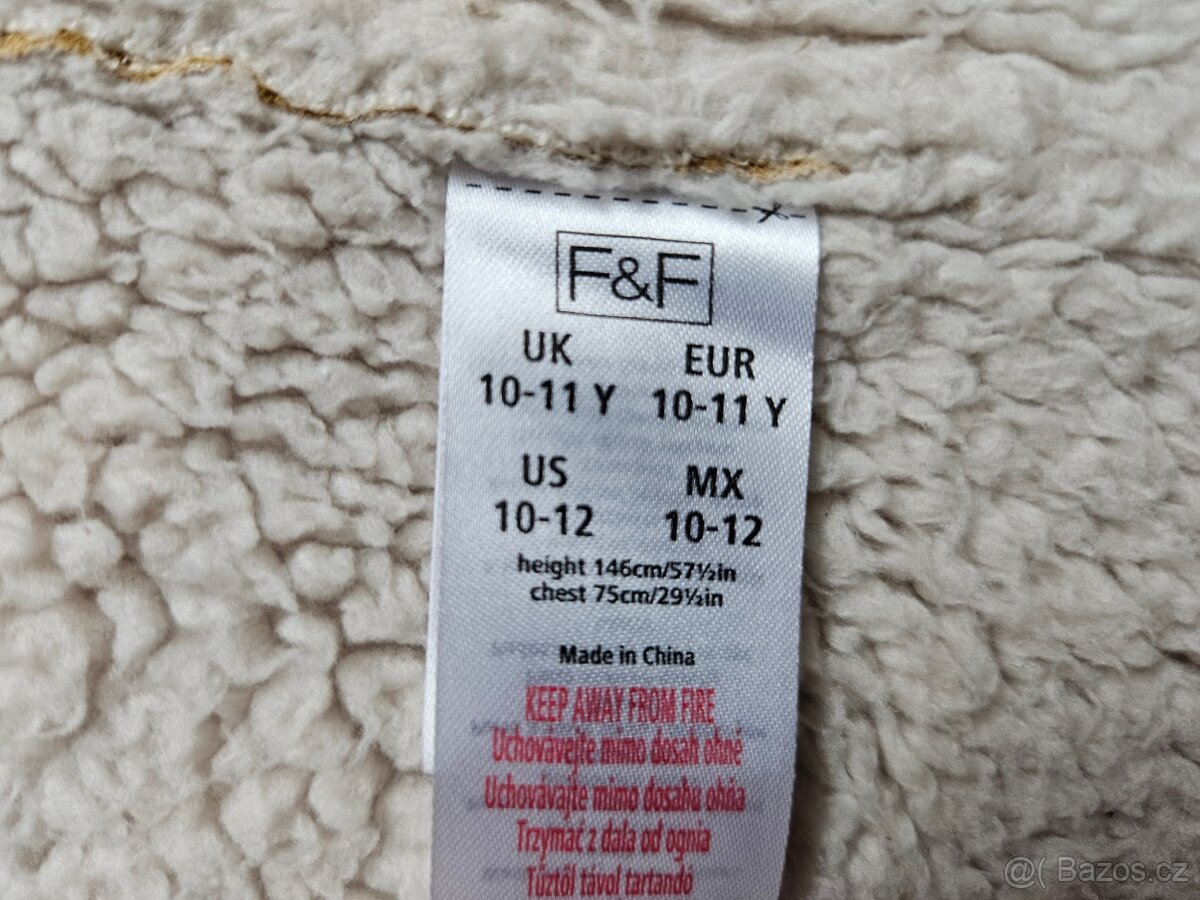 F&F
UK EUR
10-11 Y 10-11 Y
US MX
10-12 10-12
height 146cm/57½in
chest 75cm/29½in
Made in China
KEEP AWAY FROM FIRE
Uchovávejte mimo dosah ohně
Uchovávajte mimo dosahu ohňa
Trzymać z dala od ognia
Tűztől távol tartandó
@( Bazos.cz